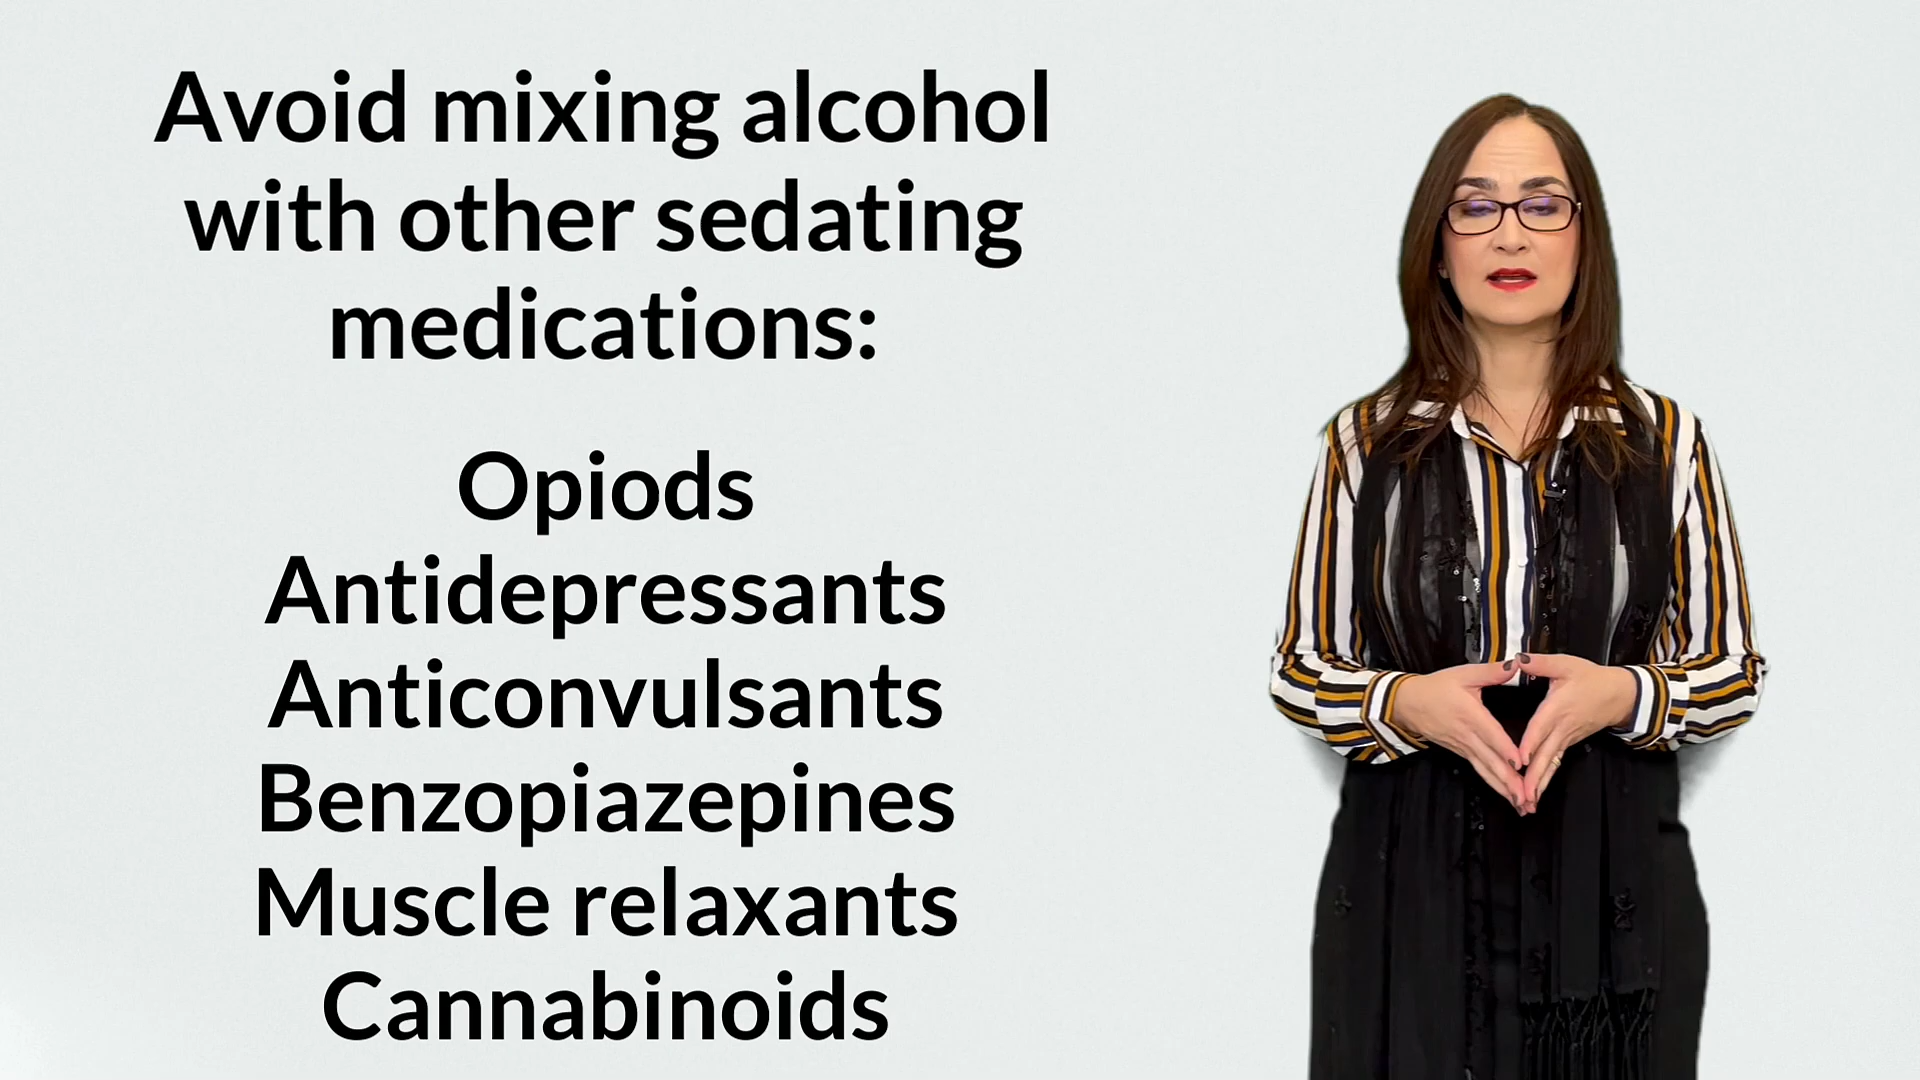 Avoid mixing alcohol
with other sedating
medications:
Opiods
Antidepressants
Anticonvulsants
Benzopiazepines
Muscle relaxants
Cannabinoids